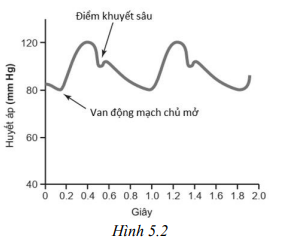 Điểm khuyết sâu
Huyết áp (mm Hg)
120
100
80
60
40
Van động mạch chủ mở
0 0.2 0.4 0.6 0.8 1.0 1.2 1.4 1.6 1.8 2.0
Giây
Hình 5.2